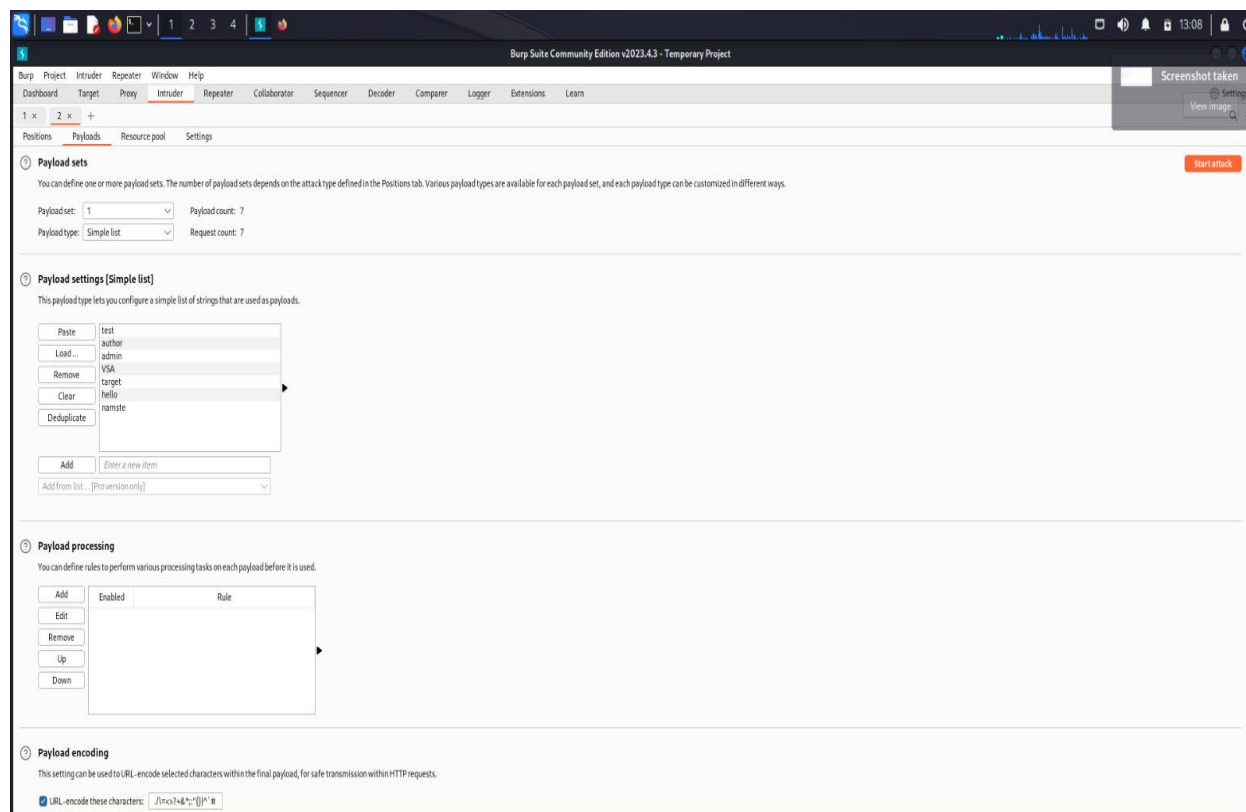 1 2 3 4
13:08
Burp Suite Community Edition v2023.4.3 - Temporary Project
Burp Project Intruder Repeater Window Help
Screenshot taken
Dashboard Target Proxy Intruder Repeater Collaborator Sequencer Decoder Comparer Logger Extensions Learn
Setting
View image
1 × 2 × +
Positions Payloads Resource pool Settings
? Payload sets
Start attack
You can define one or more payload sets. The number of payload sets depends on the attack type defined in the Positions tab. Various payload types are available for each payload set, and each payload type can be customized in different ways.
Payload set: 1 Payload count: 7
Payload type: Simple list Request count: 7
? Payload settings [Simple list]
This payload type lets you configure a simple list of strings that are used as payloads.
Paste
Load ...
Remove
Clear
Deduplicate
test
author
admin
VSA
target
hello
namste
Add Enter a new item
Add from list ... [Pro version only]
? Payload processing
You can define rules to perform various processing tasks on each payload before it is used.
Add
Edit
Remove
Up
Down
Enabled Rule
? Payload encoding
This setting can be used to URL-encode selected characters within the final payload, for safe transmission within HTTP requests.
URL-encode these characters: ./\=<>?+&*;:"{}|^`#